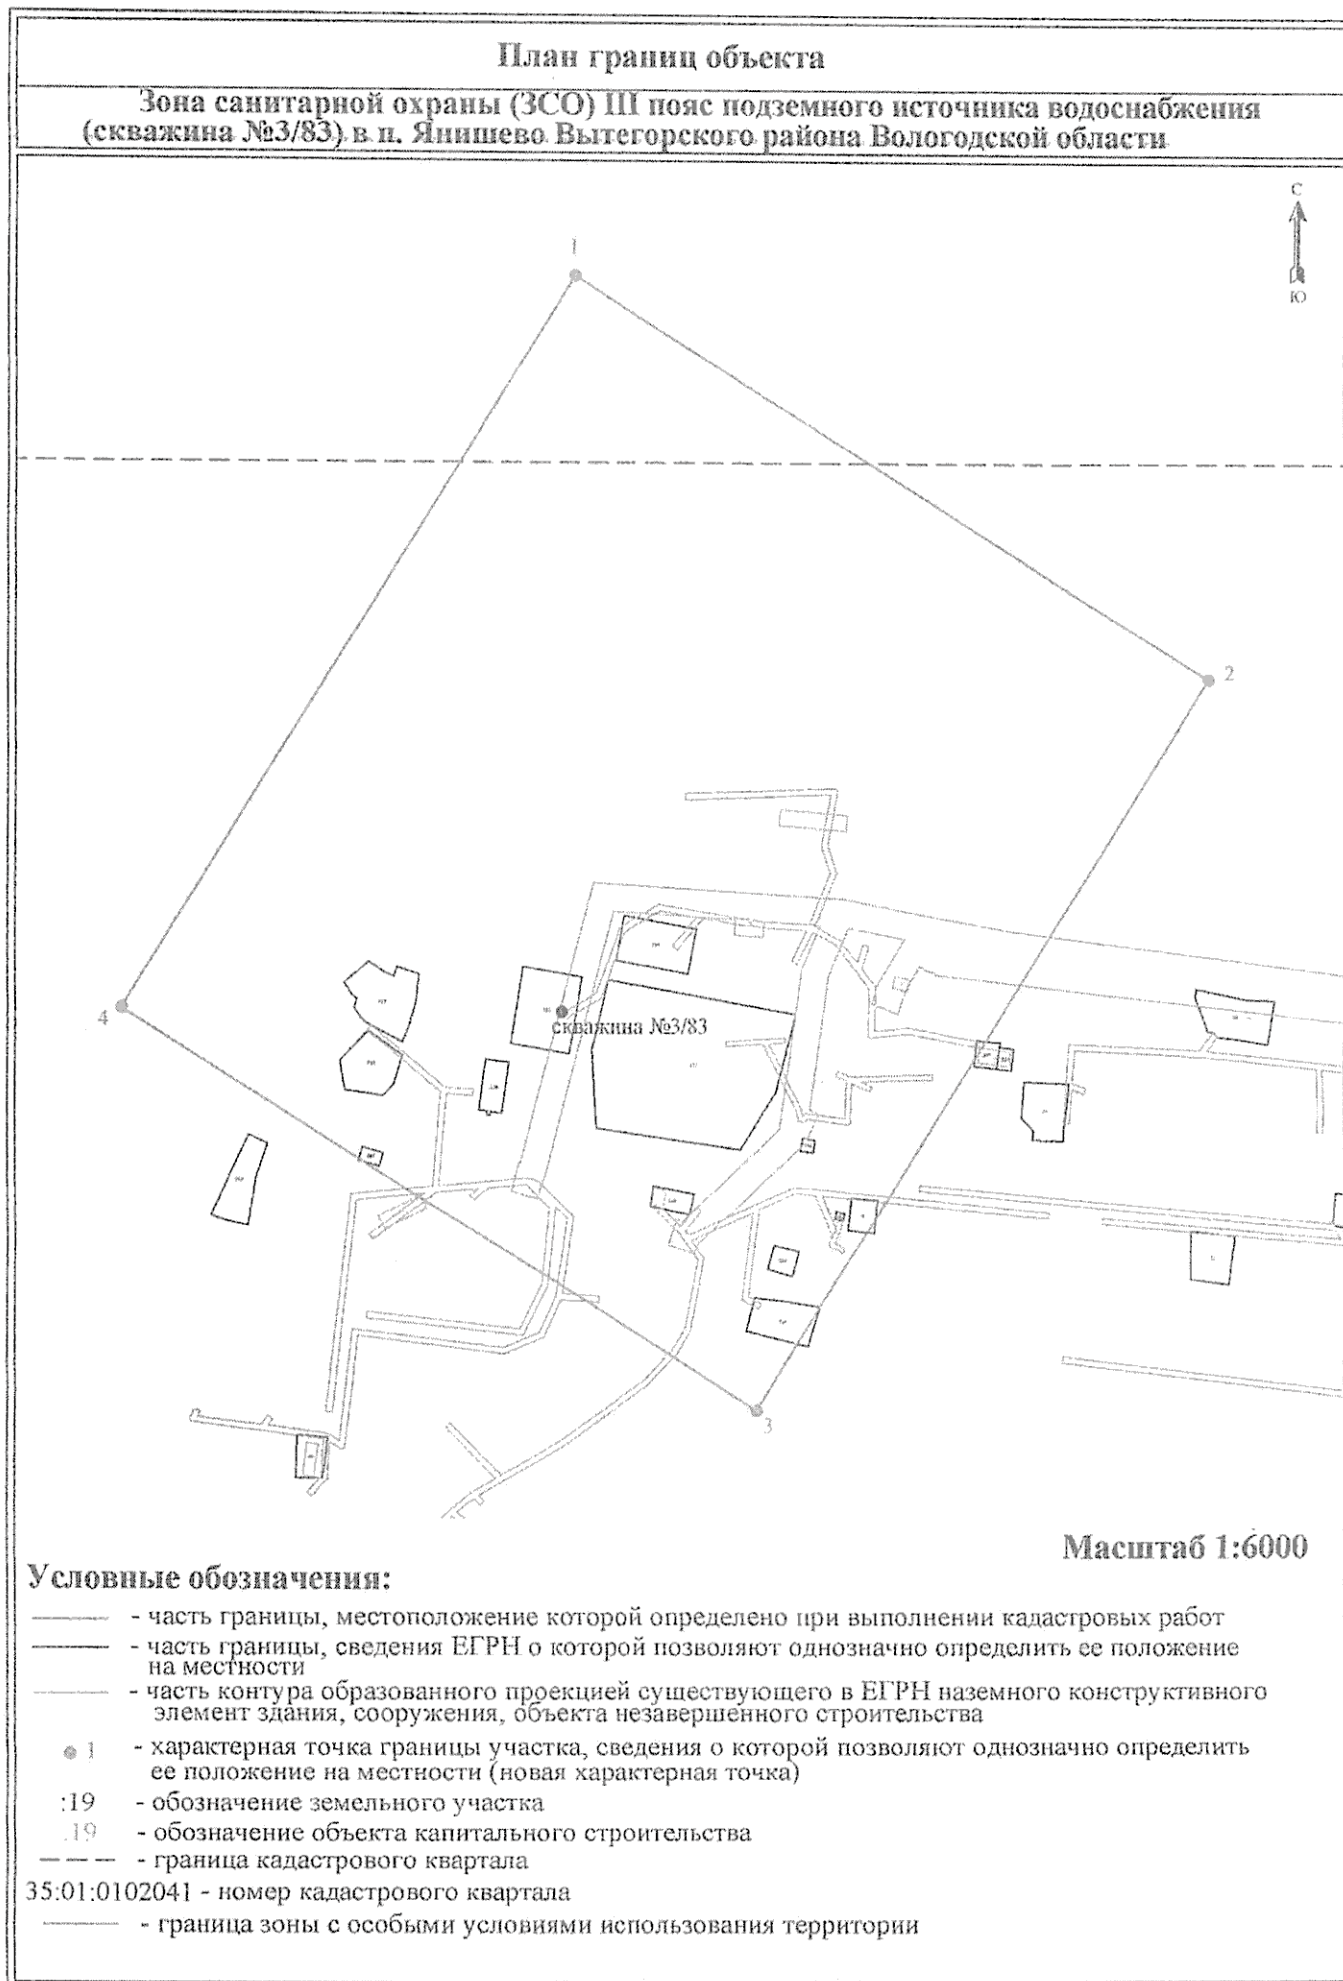 План границ объекта
Зона санитарной охраны (ЗСО) III пояс подземного источника водоснабжения
(скважина №3/83) в п. Янишево Вытегорского района Вологодской области
С
Ю
1
2
4
скважина №3/83
3
Масштаб 1:6000
Условные обозначения:
- часть границы, местоположение которой определено при выполнении кадастровых работ
- часть границы, сведения ЕГРН о которой позволяют однозначно определить ее положение
на местности
- часть контура образованного проекцией существующего в ЕГРН наземного конструктивного
элемент здания, сооружения, объекта незавершенного строительства
1 - характерная точка границы участка, сведения о которой позволяют однозначно определить
ее положение на местности (новая характерная точка)
:19 - обозначение земельного участка
.19 - обозначение объекта капитального строительства
- граница кадастрового квартала
35:01:0102041 - номер кадастрового квартала
- граница зоны с особыми условиями использования территории